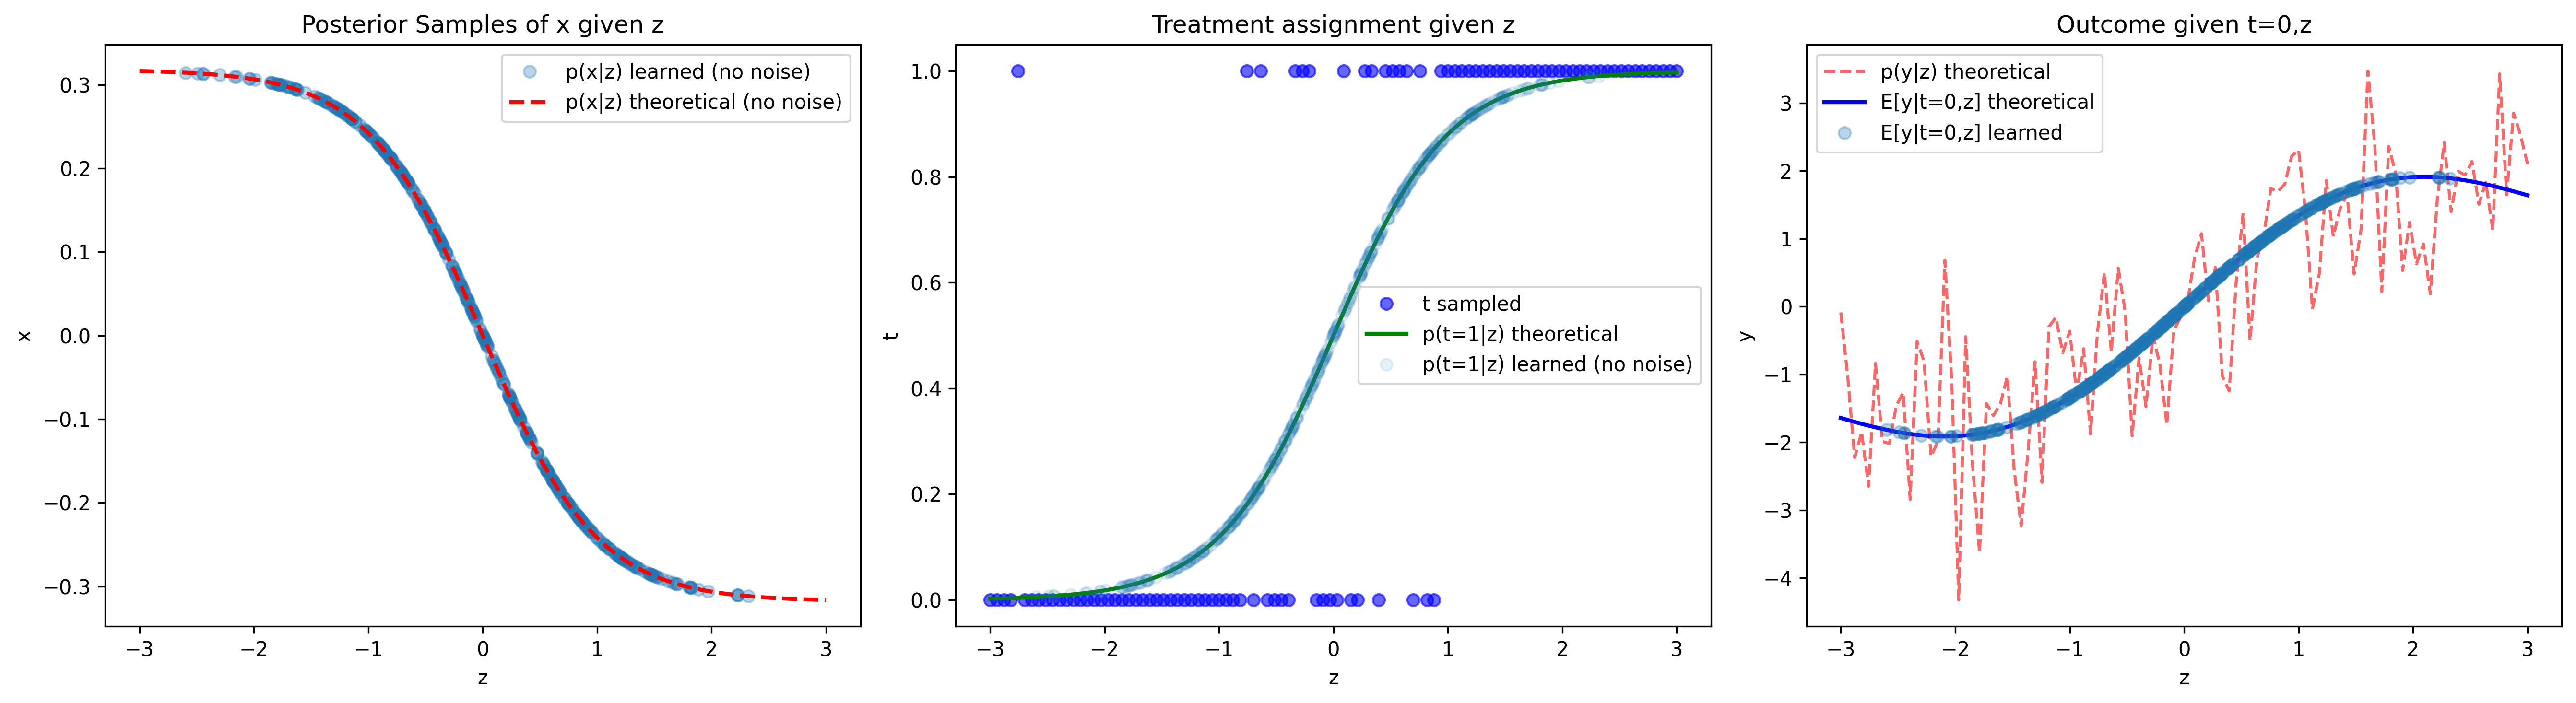 Posterior Samples of x given z
p(x|z) learned (no noise)
p(x|z) theoretical (no noise)
0.3
0.2
0.1
0.0
−0.1
−0.2
−0.3
x
−3
−2
−1
0
1
2
3
z
Treatment assignment given z
t sampled
p(t=1|z) theoretical
p(t=1|z) learned (no noise)
1.0
0.8
0.6
0.4
0.2
0.0
t
−3
−2
−1
0
1
2
3
z
Outcome given t=0,z
p(y|z) theoretical
E[y|t=0,z] theoretical
E[y|t=0,z] learned
3
2
1
0
−1
−2
−3
−4
y
−3
−2
−1
0
1
2
3
z